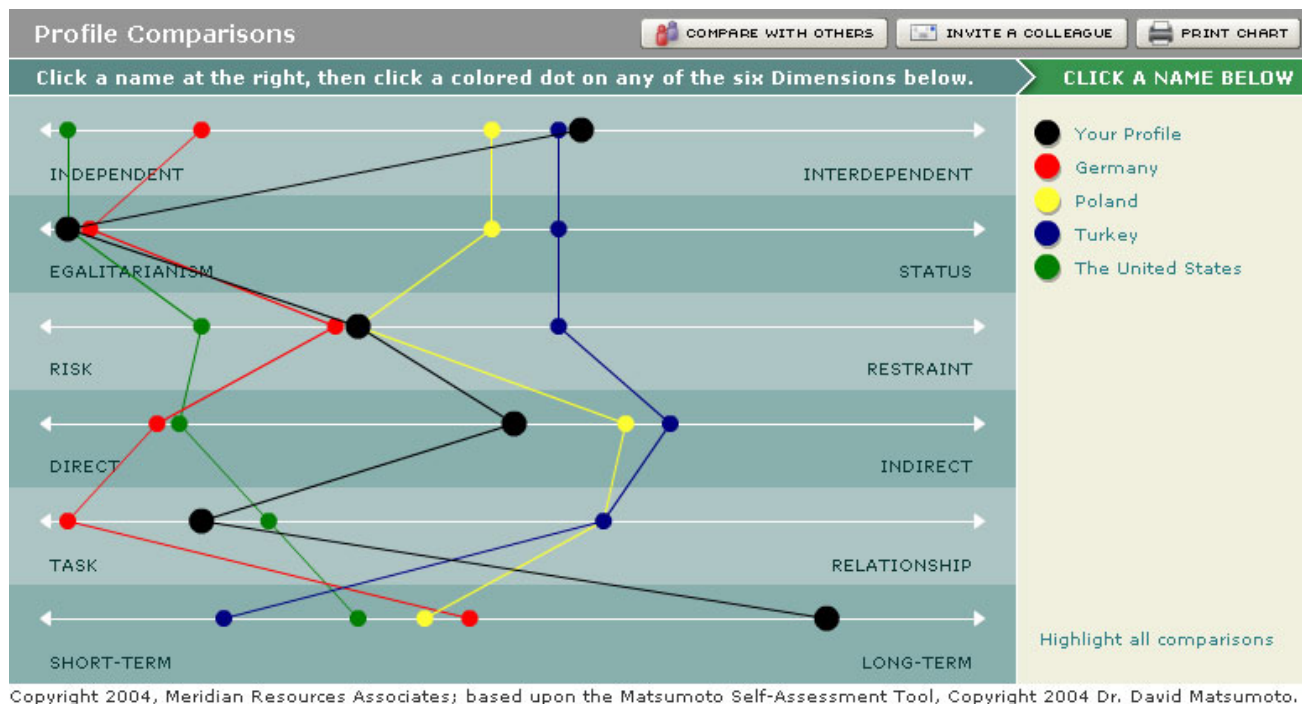 Profile Comparisons
COMPARE WITH OTHERS
INVITE A COLLEAGUE
PRINT CHART
Click a name at the right, then click a colored dot on any of the six Dimensions below.
CLICK A NAME BELOW
INDEPENDENT INTERDEPENDENT
EGALITARIANISM STATUS
RISK RESTRAINT
DIRECT INDIRECT
TASK RELATIONSHIP
SHORT-TERM LONG-TERM
Your Profile
Germany
Poland
Turkey
The United States
Highlight all comparisons
Copyright 2004, Meridian Resources Associates; based upon the Matsumoto Self-Assessment Tool, Copyright 2004 Dr. David Matsumoto.